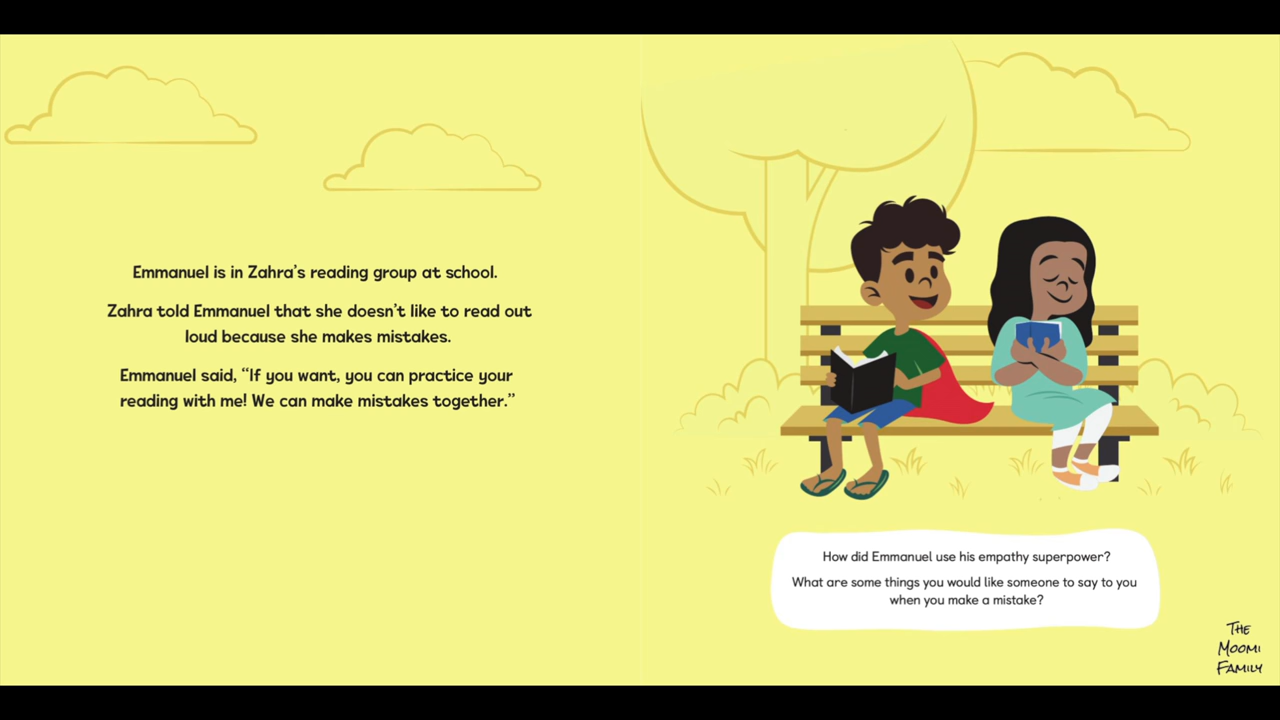 Emmanuel is in Zahra's reading group at school.
Zahra told Emmanuel that she doesn't like to read out
loud because she makes mistakes.
Emmanuel said, “If you want, you can practice your
reading with me! We can make mistakes together.”
How did Emmanuel use his empathy superpower?
What are some things you would like someone to say to you
when you make a mistake?
The
Moomi
Family